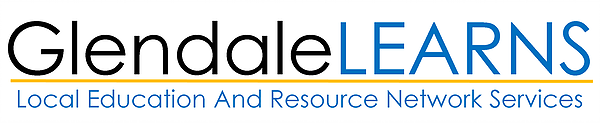 GlendaleLEARNS
Local Education And Resource Network Services